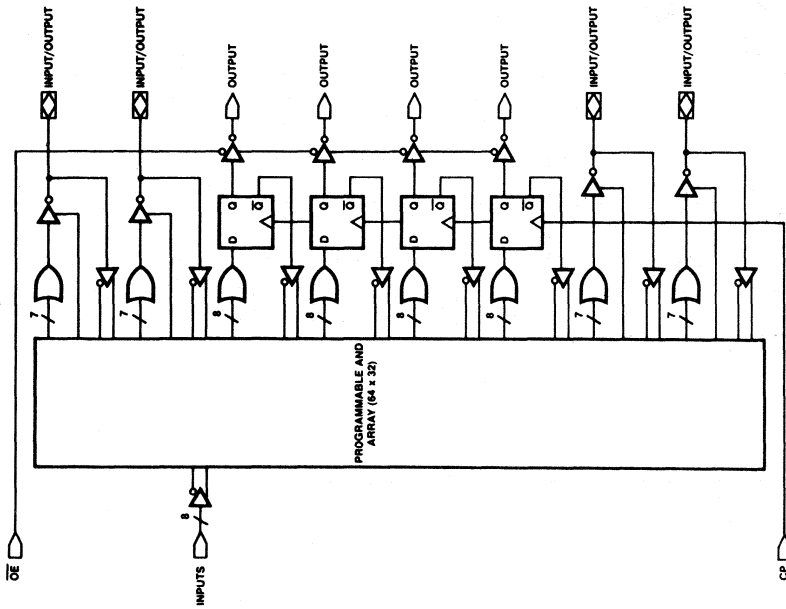 INPUT/OUTPUT
INPUT/OUTPUT
OUTPUT
OUTPUT
OUTPUT
OUTPUT
INPUT/OUTPUT
INPUT/OUTPUT
D Q
Q̅
D Q
Q̅
D Q
Q̅
D Q
Q̅
7
7
8
8
8
8
7
7
PROGRAMMABLE AND
ARRAY (64 x 32)
8
O̅E̅
INPUTS
CP